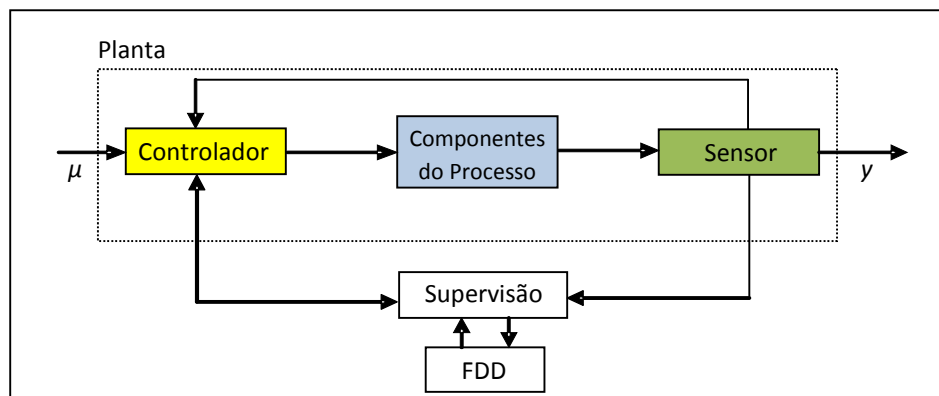 Planta
Controlador
Componentes
do Processo
Sensor
μ
y
Supervisão
FDD